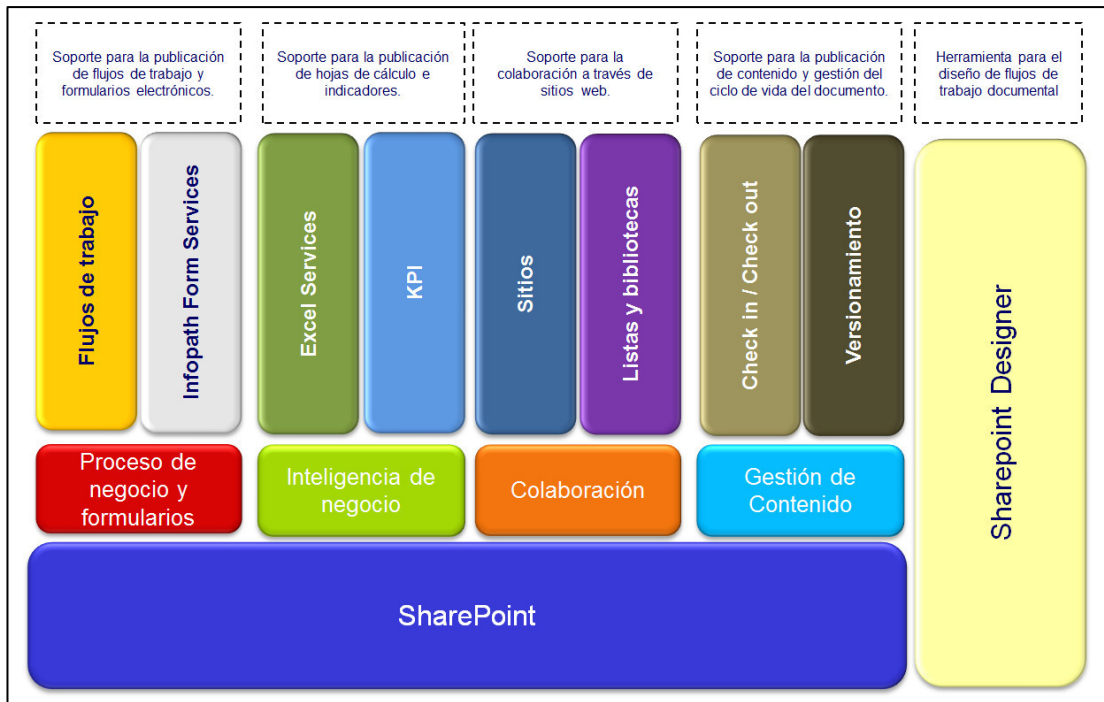 Soporte para la publicación
de flujos de trabajo y
formularios electrónicos.
Soporte para la publicación
de hojas de cálculo e
indicadores.
Soporte para la
colaboración a través de
sitios web.
Soporte para la publicación
de contenido y gestión del
ciclo de vida del documento.
Herramienta para el
diseño de flujos de
trabajo documental
Flujos de trabajo
Infopath Form Services
Excel Services
KPI
Sitios
Listas y bibliotecas
Check in / Check out
Versionamiento
Sharepoint Designer
Proceso de
negocio y
formularios
Inteligencia de
negocio
Colaboración
Gestión de
Contenido
SharePoint